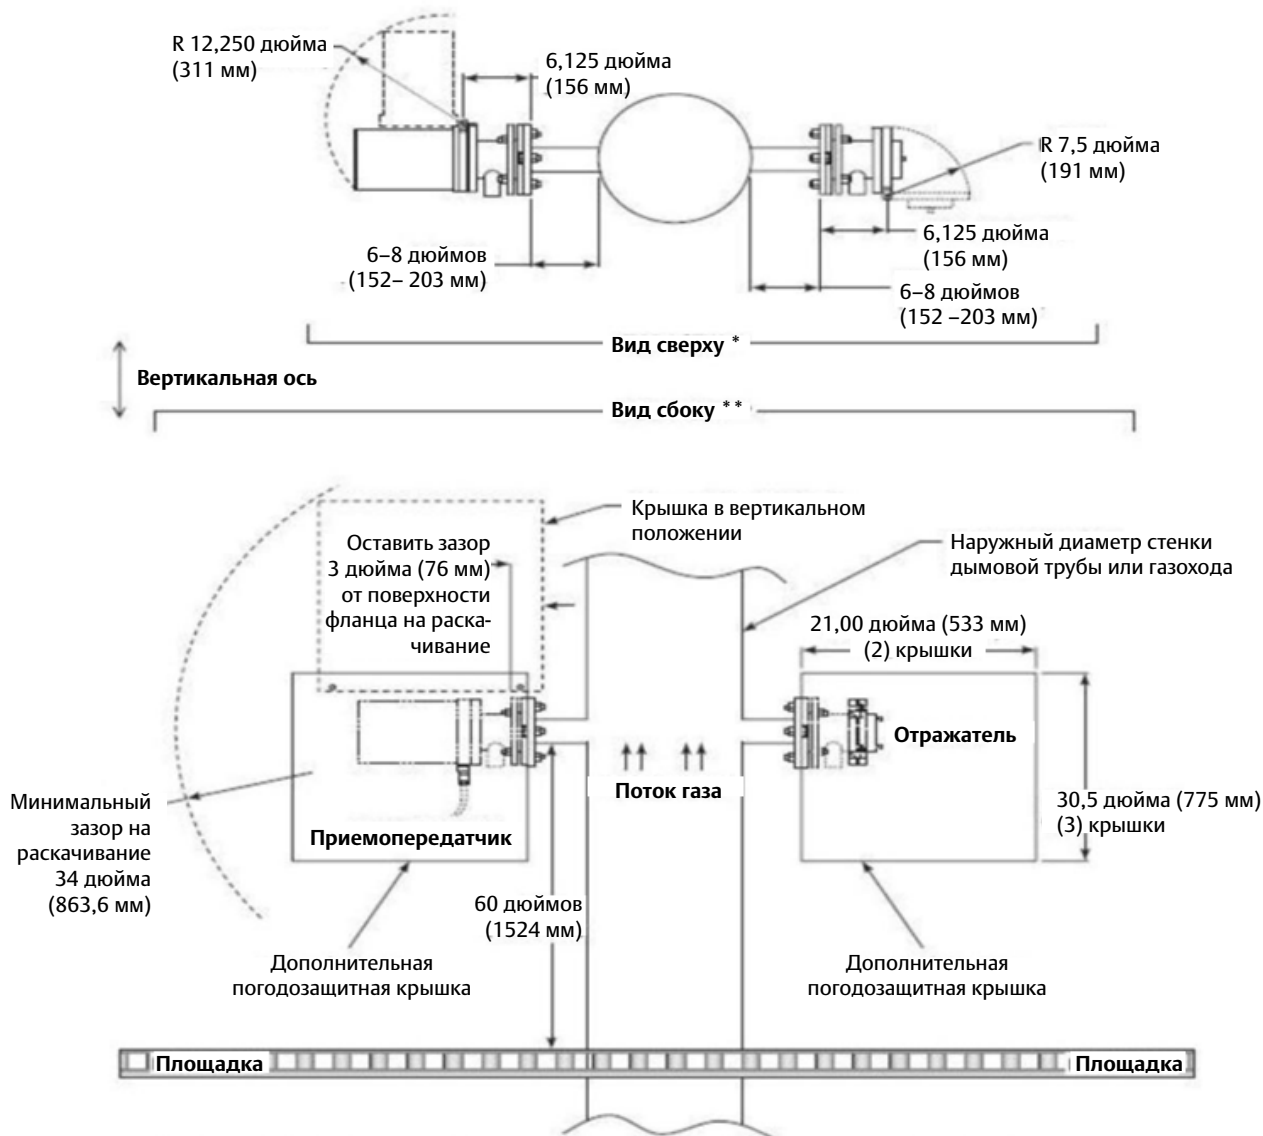 R 12,250 дюйма
(311 мм)
6,125 дюйма
(156 мм)
R 7,5 дюйма
(191 мм)
6–8 дюймов
(152– 203 мм)
6,125 дюйма
(156 мм)
6–8 дюймов
(152 –203 мм)
Вид сверху *
Вертикальная ось
Вид сбоку **
Крышка в вертикальном
положении
Оставить зазор
3 дюйма (76 мм)
от поверхности
фланца на раска-
чивание
Наружный диаметр стенки
дымовой трубы или газохода
21,00 дюйма (533 мм)
(2) крышки
Отражатель
Поток газа
30,5 дюйма (775 мм)
(3) крышки
Минимальный
зазор на
раскачивание
34 дюйма
(863,6 мм)
Приемопередатчик
60 дюймов
(1524 мм)
Дополнительная
погодозащитная крышка
Дополнительная
погодозащитная крышка
Площадка
Площадка